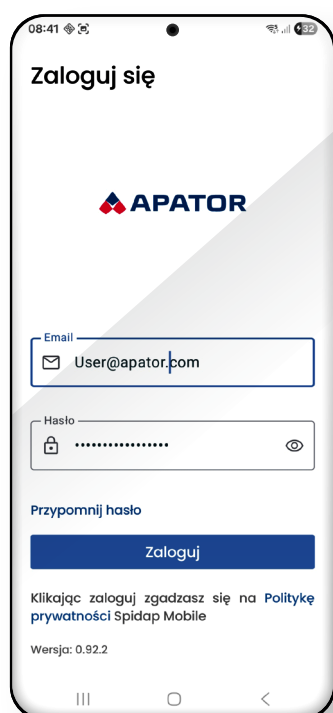 08:41 32
Zaloguj się
APATOR
Email
User@apator.com
Hasło
•••••••••••••••••
Przypomnij hasło
Zaloguj
Klikając zaloguj zgadzasz się na Politykę
prywatności Spidap Mobile
Wersja: 0.92.2